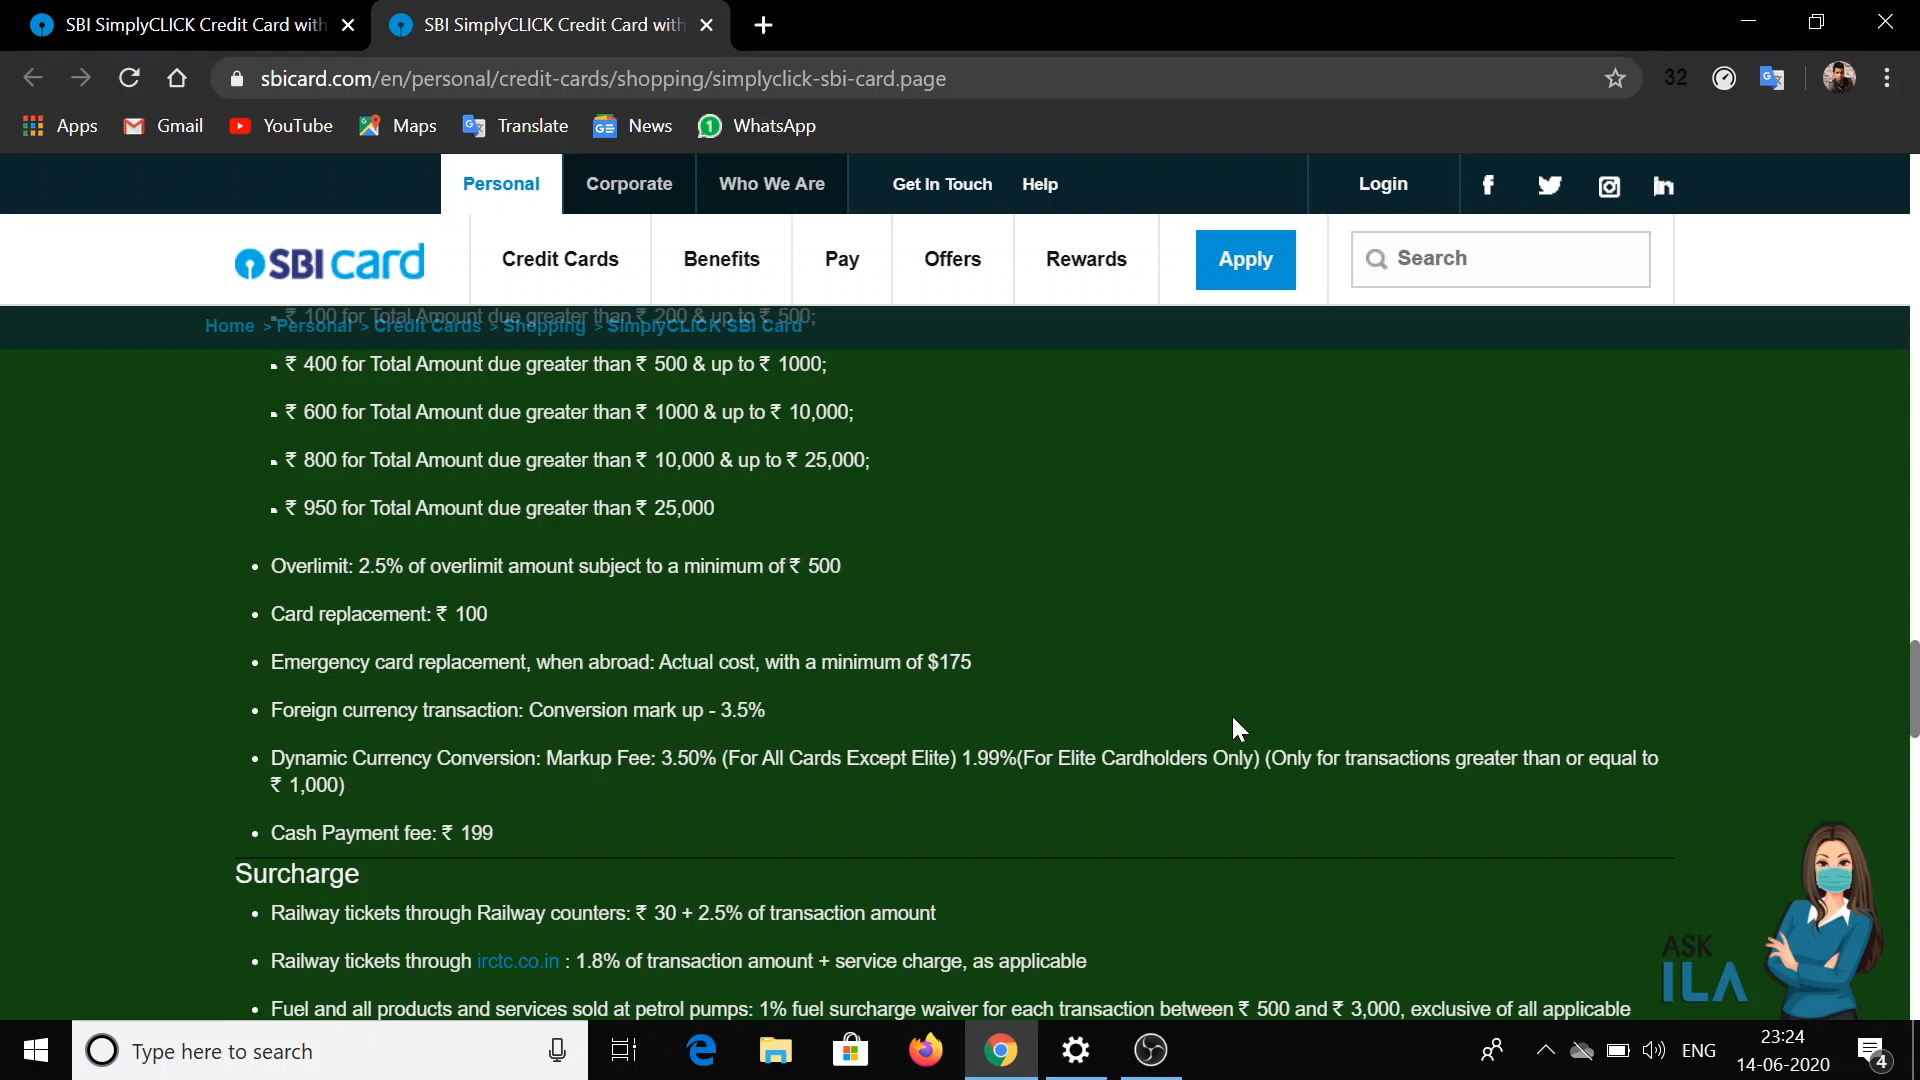 SBI SimplyCLICK Credit Card with
SBI SimplyCLICK Credit Card with
sbicard.com/en/personal/credit-cards/shopping/simplyclick-sbi-card.page
32
Apps
Gmail
YouTube
Maps
Translate
News
1
WhatsApp
Personal
Corporate
Who We Are
Get In Touch
Help
Login
SBI card
Credit Cards
Benefits
Pay
Offers
Rewards
Apply
Search
₹ 100 for Total Amount due greater than ₹ 200 & up to ₹ 500;
Home > Personal > Credit Cards > Shopping > SimplyCLICK SBI Card
₹ 400 for Total Amount due greater than ₹ 500 & up to ₹ 1000;
₹ 600 for Total Amount due greater than ₹ 1000 & up to ₹ 10,000;
₹ 800 for Total Amount due greater than ₹ 10,000 & up to ₹ 25,000;
₹ 950 for Total Amount due greater than ₹ 25,000
Overlimit: 2.5% of overlimit amount subject to a minimum of ₹ 500
Card replacement: ₹ 100
Emergency card replacement, when abroad: Actual cost, with a minimum of $175
Foreign currency transaction: Conversion mark up - 3.5%
Dynamic Currency Conversion: Markup Fee: 3.50% (For All Cards Except Elite) 1.99%(For Elite Cardholders Only) (Only for transactions greater than or equal to
₹ 1,000)
Cash Payment fee: ₹ 199
Surcharge
Railway tickets through Railway counters: ₹ 30 + 2.5% of transaction amount
Railway tickets through irctc.co.in : 1.8% of transaction amount + service charge, as applicable
Fuel and all products and services sold at petrol pumps: 1% fuel surcharge waiver for each transaction between ₹ 500 and ₹ 3,000, exclusive of all applicable
ASK
ILA
Type here to search
ENG
23:24
14-06-2020
4